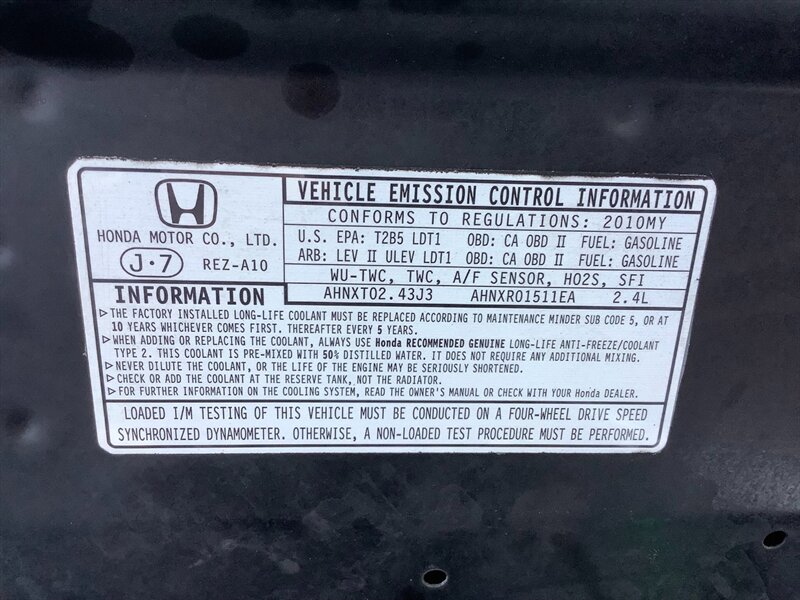 VEHICLE EMISSION CONTROL INFORMATION
CONFORMS TO REGULATIONS: 2010MY
HONDA MOTOR CO., LTD.
U.S. EPA: T2B5 LDT1 OBD: CA OBD II FUEL: GASOLINE
ARB: LEV II ULEV LDT1 OBD: CA OBD II FUEL: GASOLINE
J·7 REZ-A10
WU-TWC, TWC, A/F SENSOR, HO2S, SFI
AHNXT02.43J3 AHNXR01511EA 2.4L
INFORMATION
▷THE FACTORY INSTALLED LONG-LIFE COOLANT MUST BE REPLACED ACCORDING TO MAINTENANCE MINDER SUB CODE 5, OR AT
10 YEARS WHICHEVER COMES FIRST. THEREAFTER EVERY 5 YEARS.
▷WHEN ADDING OR REPLACING THE COOLANT, ALWAYS USE Honda RECOMMENDED GENUINE LONG-LIFE ANTI-FREEZE/COOLANT
TYPE 2. THIS COOLANT IS PRE-MIXED WITH 50% DISTILLED WATER. IT DOES NOT REQUIRE ANY ADDITIONAL MIXING.
▷NEVER DILUTE THE COOLANT, OR THE LIFE OF THE ENGINE MAY BE SERIOUSLY SHORTENED.
▷CHECK OR ADD THE COOLANT AT THE RESERVE TANK, NOT THE RADIATOR.
▷FOR FURTHER INFORMATION ON THE COOLING SYSTEM, READ THE OWNER'S MANUAL OR CHECK WITH YOUR Honda DEALER.
LOADED I/M TESTING OF THIS VEHICLE MUST BE CONDUCTED ON A FOUR-WHEEL DRIVE SPEED
SYNCHRONIZED DYNAMOMETER. OTHERWISE, A NON-LOADED TEST PROCEDURE MUST BE PERFORMED.